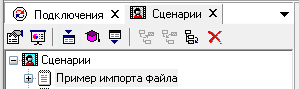 Подключения Сценарии
Сценарии
Пример импорта файла